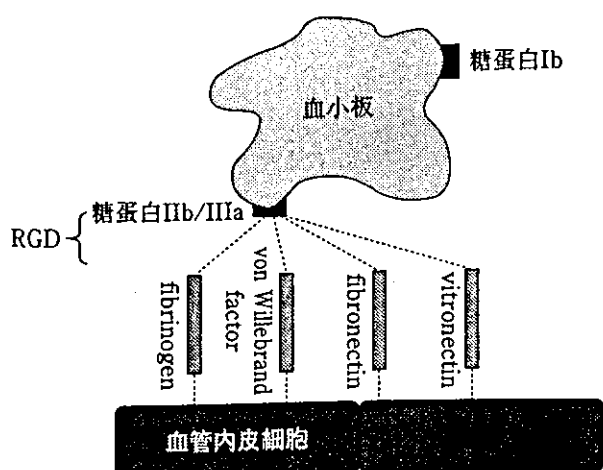 糖蛋白Ib
血小板
糖蛋白IIb/IIIa
RGD
fibrinogen
von Willebrand
factor
fibronectin
vitronectin
血管内皮細胞